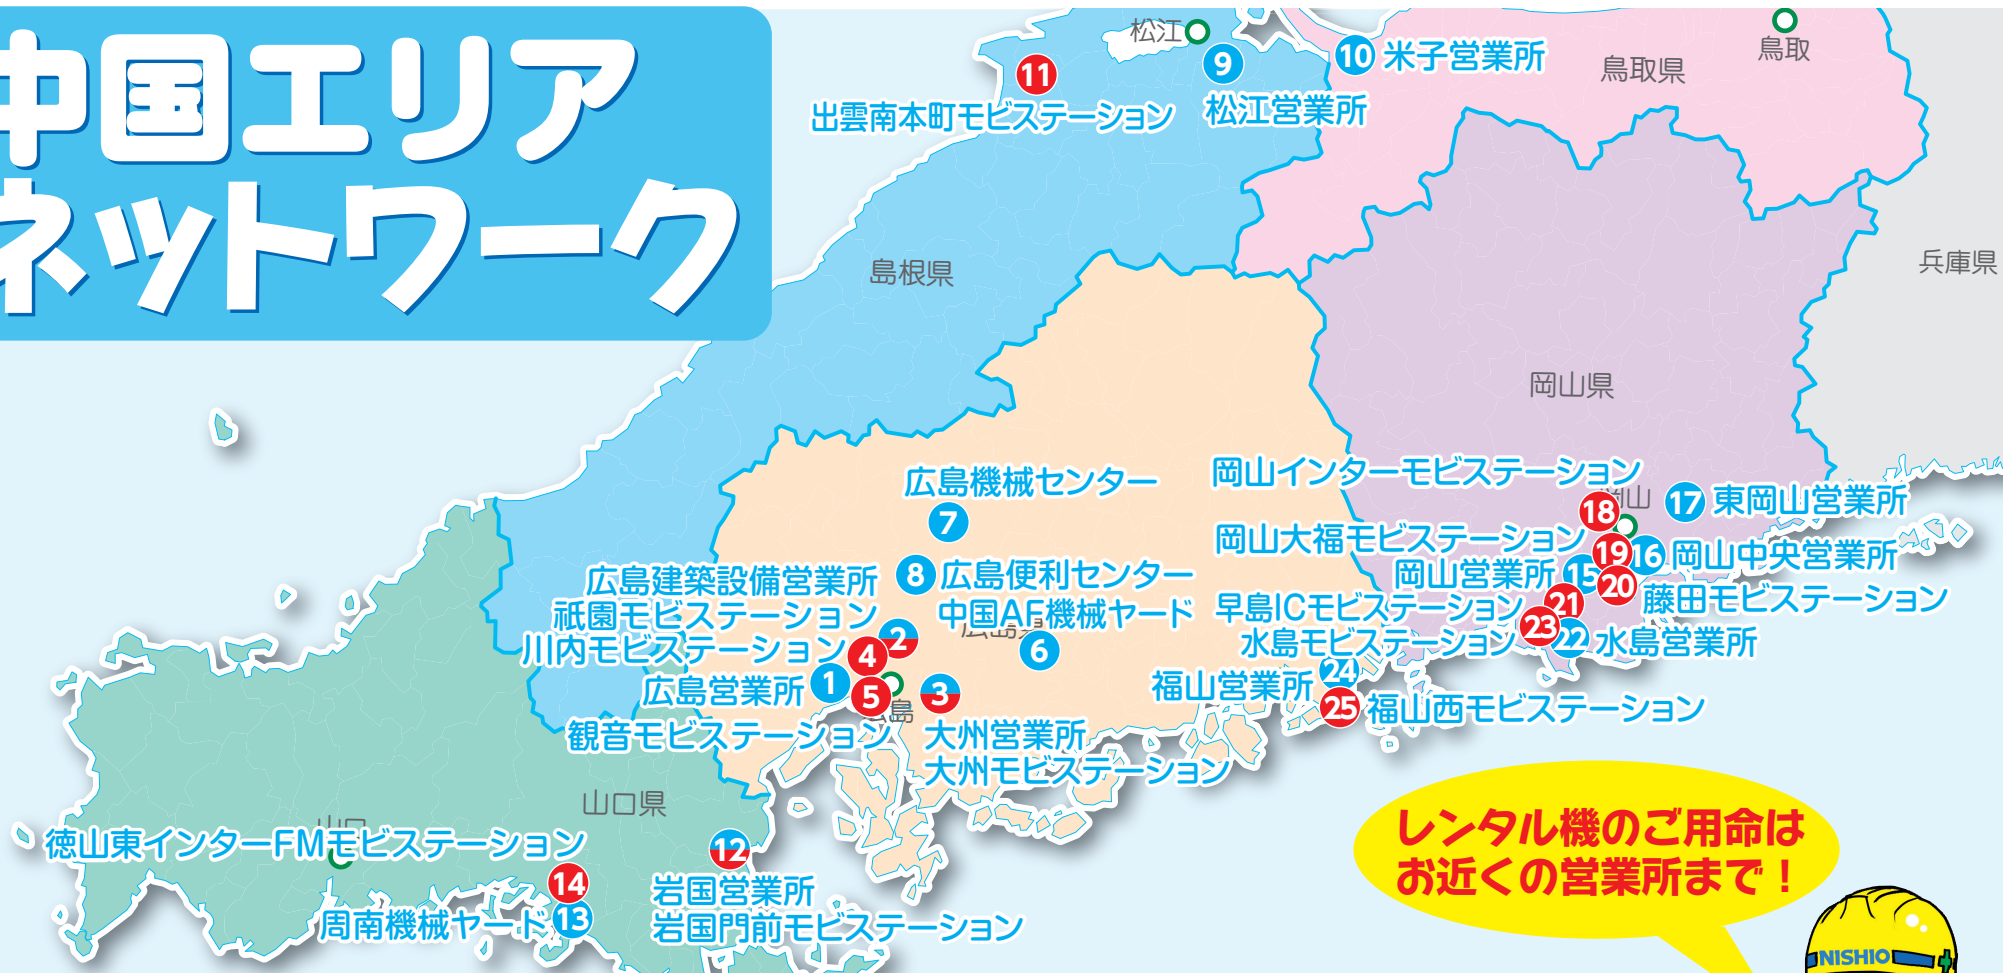 中国エリア
ネットワーク
松江
鳥取
鳥取県
島根県
岡山県
兵庫県
広島県
山口県
山口
岡山
広島
11
出雲南本町モビステーション
9
松江営業所
10 米子営業所
広島機械センター
7
8 広島便利センター
中国AF機械ヤード
6
広島建築設備営業所
祇園モビステーション
2
川内モビステーション 4
広島営業所 1
5
観音モビステーション
3
大州営業所
大州モビステーション
岡山インターモビステーション
18
17 東岡山営業所
岡山大福モビステーション
19
16 岡山中央営業所
岡山営業所 15
20
藤田モビステーション
早島ICモビステーション 21
水島モビステーション 23
22 水島営業所
福山営業所 24
25 福山西モビステーション
徳山東インターFMモビステーション
14
周南機械ヤード 13
12
岩国営業所
岩国門前モビステーション
レンタル機のご用命は
お近くの営業所まで！
NISHIO